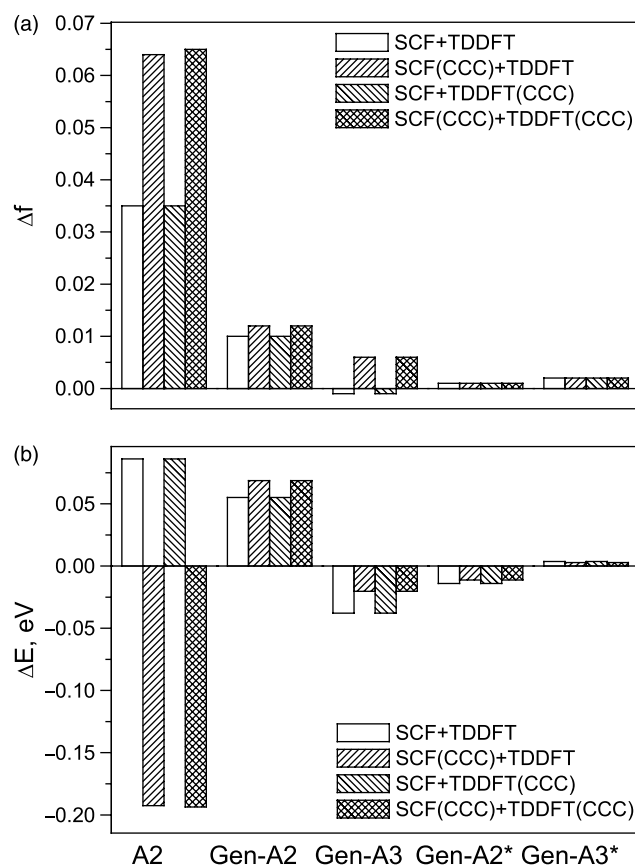 (a)
0.07
0.06
0.05
0.04
0.03
0.02
0.01
0.00
Δf
SCF+TDDFT
SCF(CCC)+TDDFT
SCF+TDDFT(CCC)
SCF(CCC)+TDDFT(CCC)
(b)
0.05
0.00
−0.05
−0.10
−0.15
−0.20
ΔE, eV
SCF+TDDFT
SCF(CCC)+TDDFT
SCF+TDDFT(CCC)
SCF(CCC)+TDDFT(CCC)
A2 Gen-A2 Gen-A3 Gen-A2* Gen-A3*